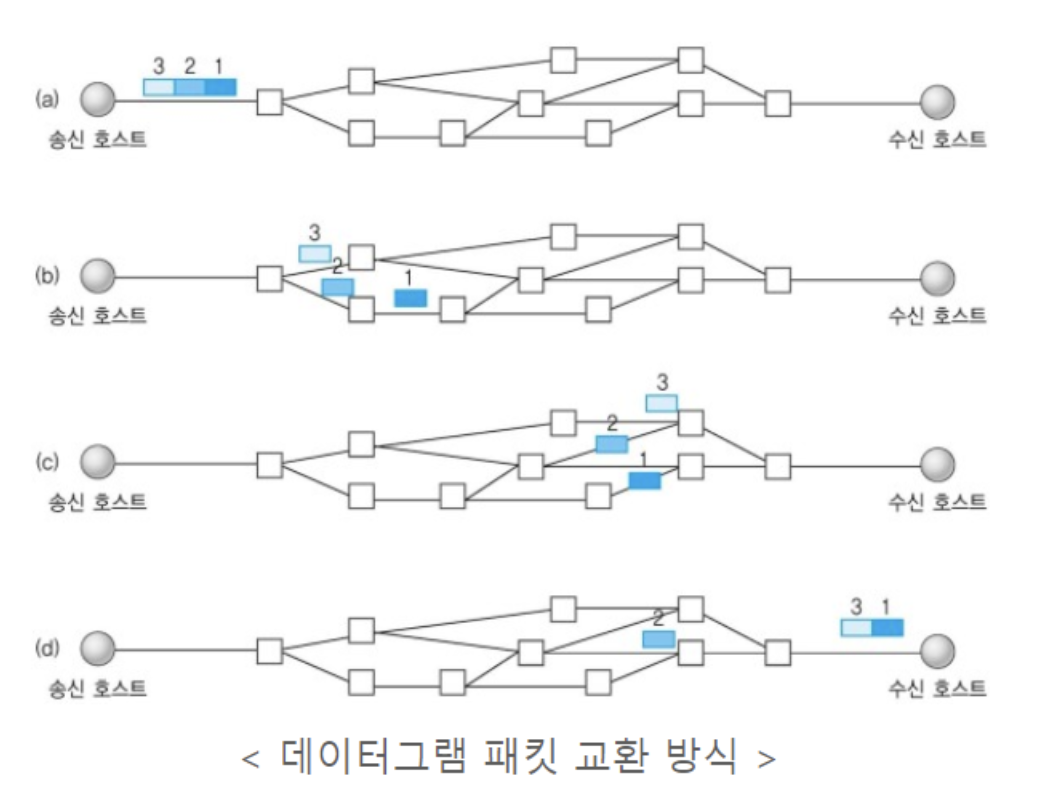 3 2 1
(a)
송신 호스트 수신 호스트
3
2
1
(b)
송신 호스트 수신 호스트
3
2
1
(c)
송신 호스트 수신 호스트
3 1
2
(d)
송신 호스트 수신 호스트
< 데이터그램 패킷 교환 방식 >